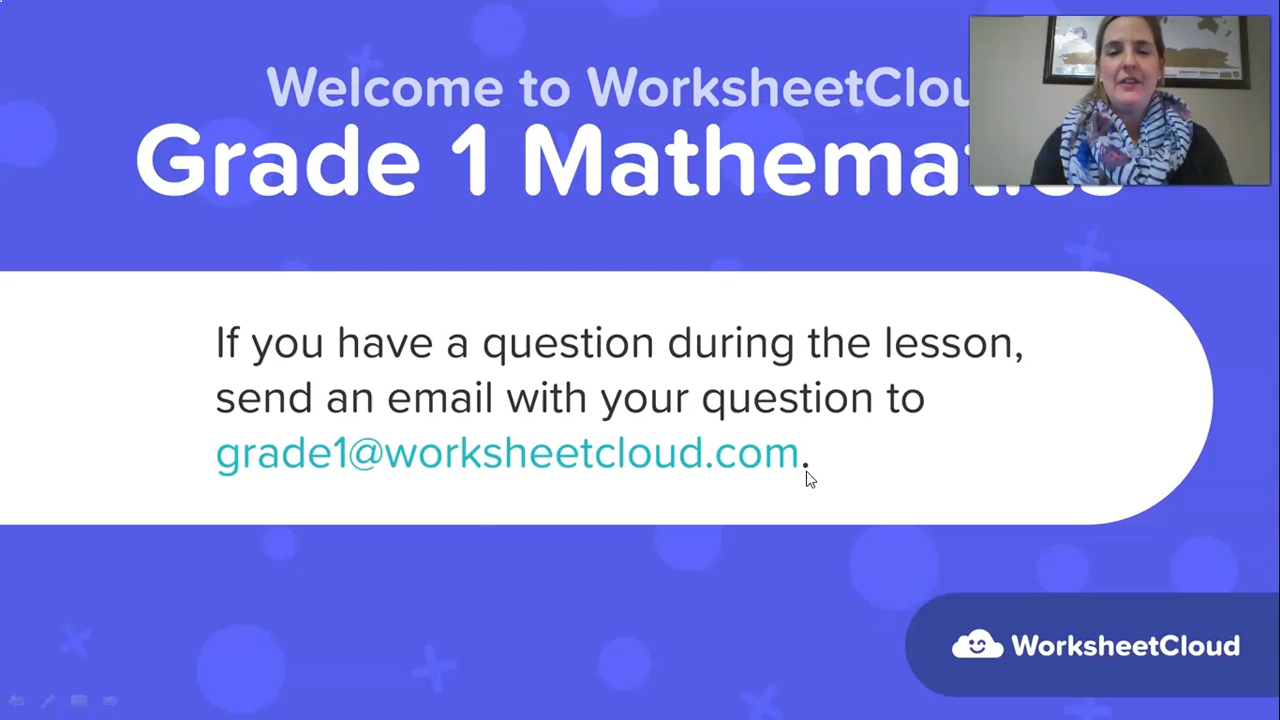 Welcome to WorksheetClou
Grade 1 Mathematics
If you have a question during the lesson,
send an email with your question to
grade1@worksheetcloud.com.
WorksheetCloud